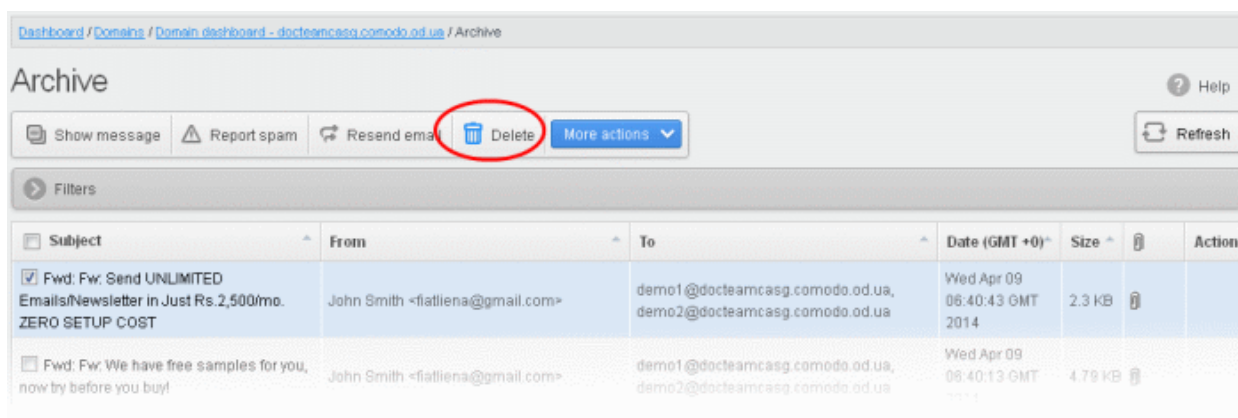 Dashboard / Domains / Domain dashboard - docteamcasg.comodo.od.ua / Archive
Archive
Help
Show message Report spam Resend email Delete More actions Refresh
Filters
Subject From To Date (GMT +0) Size Action
Fwd: Fw: Send UNLIMITED
Emails/Newsletter in Just Rs.2,500/mo.
ZERO SETUP COST
John Smith <fiatliena@gmail.com>
demo1@docteamcasg.comodo.od.ua,
demo2@docteamcasg.comodo.od.ua
Wed Apr 09
06:40:43 GMT
2014
2.3 KB
Fwd: Fw: We have free samples for you,
now try before you buy!
John Smith <fiatliena@gmail.com>
demo1@docteamcasg.comodo.od.ua,
demo2@docteamcasg.comodo.od.ua
Wed Apr 09
06:40:13 GMT
4.79 KB